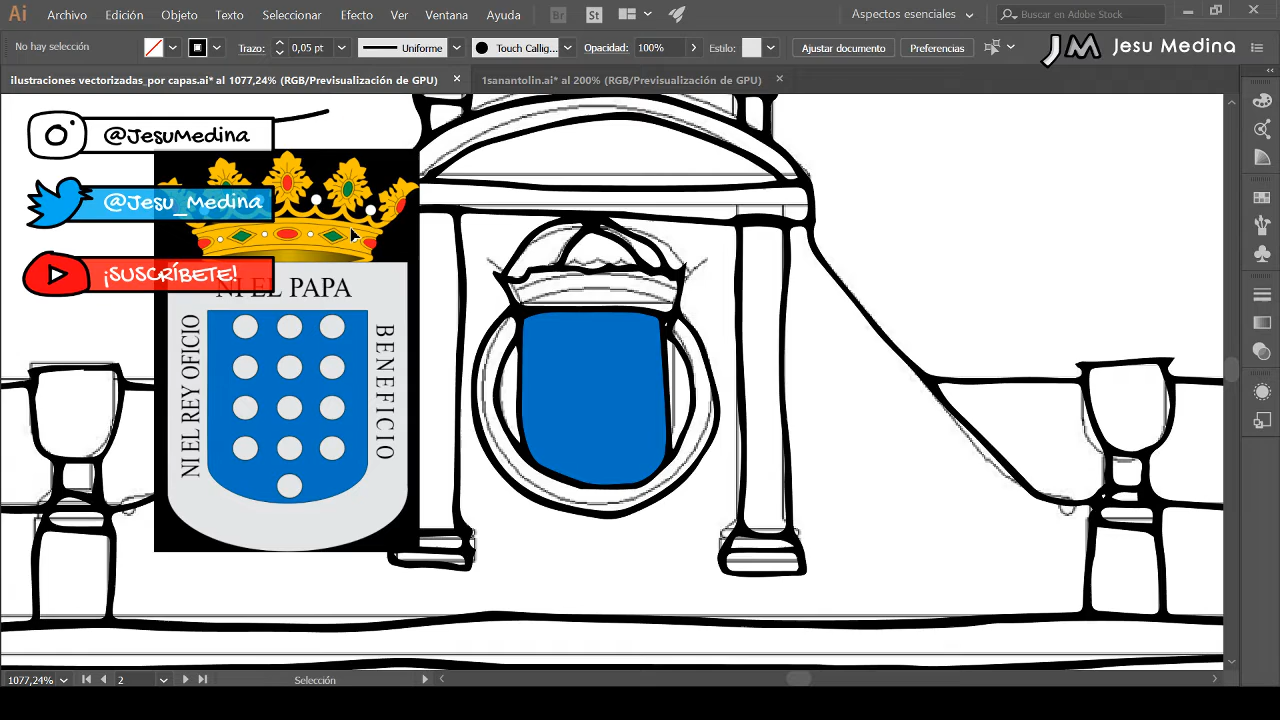 Ai Archivo Edición Objeto Texto Seleccionar Efecto Ver Ventana Ayuda Br St Aspectos esenciales Buscar en Adobe Stock
No hay selección Trazo: 0,05 pt Uniforme Touch Callig... Opacidad: 100% Estilo: Ajustar documento Preferencias JM Jesu Medina
ilustraciones vectorizadas_por capas.ai* al 1077,24% (RGB/Previsualización de GPU) 1sanantolin.ai* al 200% (RGB/Previsualización de GPU)
@JesuMedina
@Jesu_Medina
¡SUSCRÍBETE!
NI EL PAPA
NI EL REY OFICIO
BENEFICIO
1077,24% 2 Selección